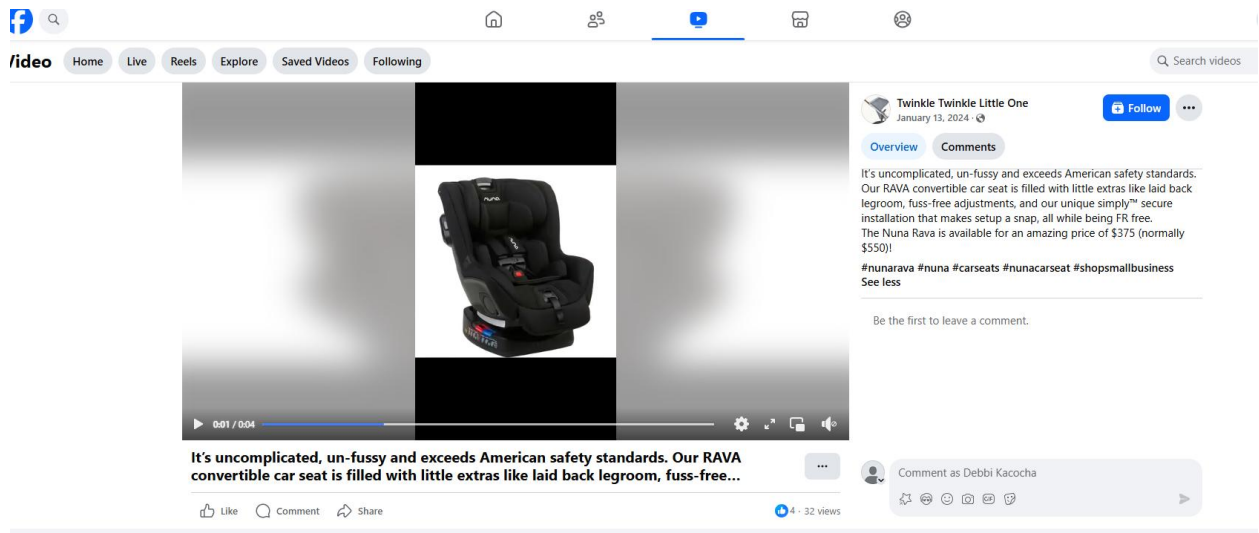 Video
Home
Live
Reels
Explore
Saved Videos
Following
Search videos
nuna
0:01 / 0:04
It's uncomplicated, un-fussy and exceeds American safety standards. Our RAVA
convertible car seat is filled with little extras like laid back legroom, fuss-free...
Like
Comment
Share
4 · 32 views
Twinkle Twinkle Little One
January 13, 2024 ·
Follow
Overview
Comments
It's uncomplicated, un-fussy and exceeds American safety standards.
Our RAVA convertible car seat is filled with little extras like laid back
legroom, fuss-free adjustments, and our unique simply™ secure
installation that makes setup a snap, all while being FR free.
The Nuna Rava is available for an amazing price of $375 (normally
$550)!
#nunarava #nuna #carseats #nunacarseat #shopsmallbusiness
See less
Be the first to leave a comment.
Comment as Debbi Kacocha
GIF